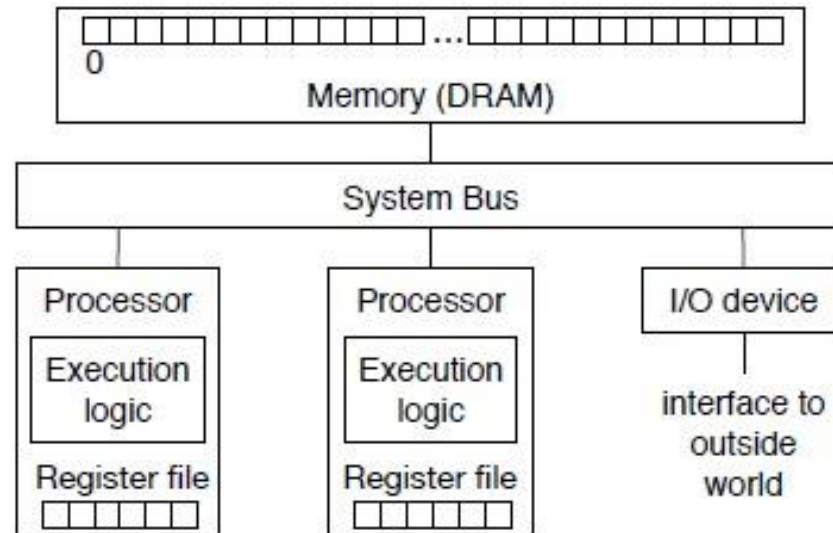 ...
0
Memory (DRAM)
System Bus
Processor
Execution
logic
Register file
Processor
Execution
logic
Register file
I/O device
interface to
outside
world